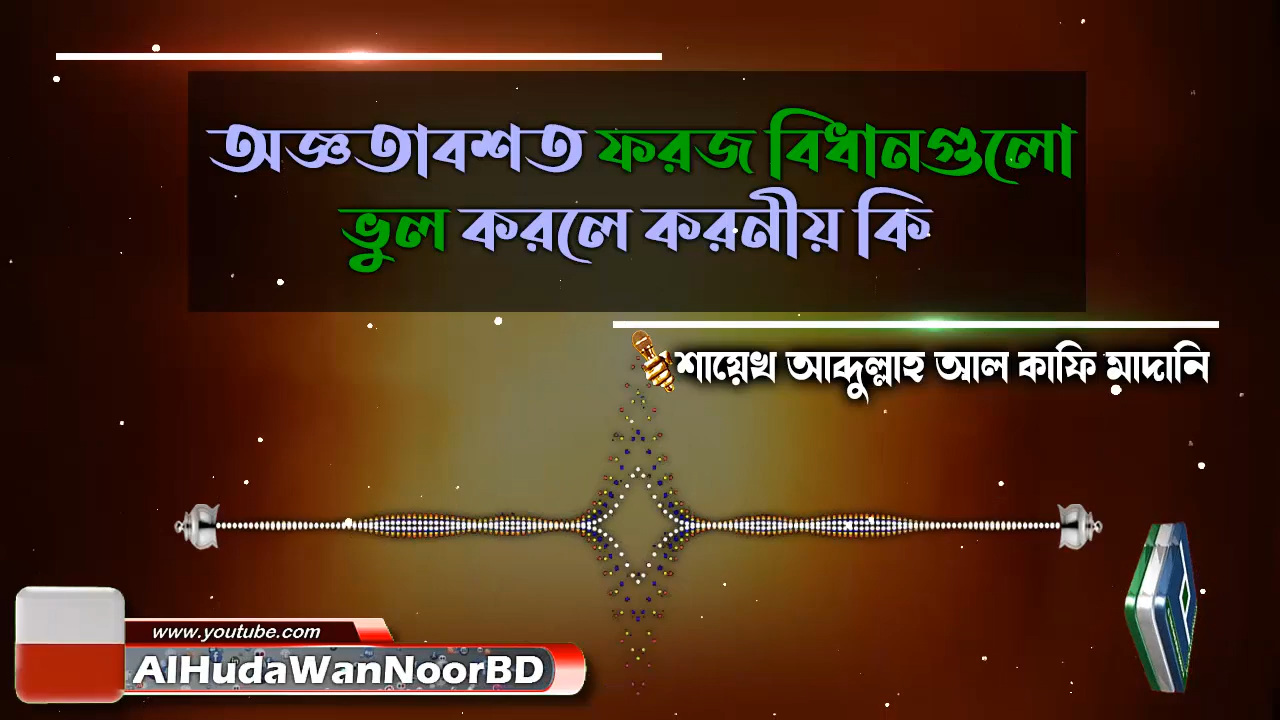 অজ্ঞতাবশত ফরজ বিধানগুলো
ভুল করলে করনীয় কি
শায়েখ আব্দুল্লাহ আল কাফি মাদানি
www.youtube.com
AlHudaWanNoorBD